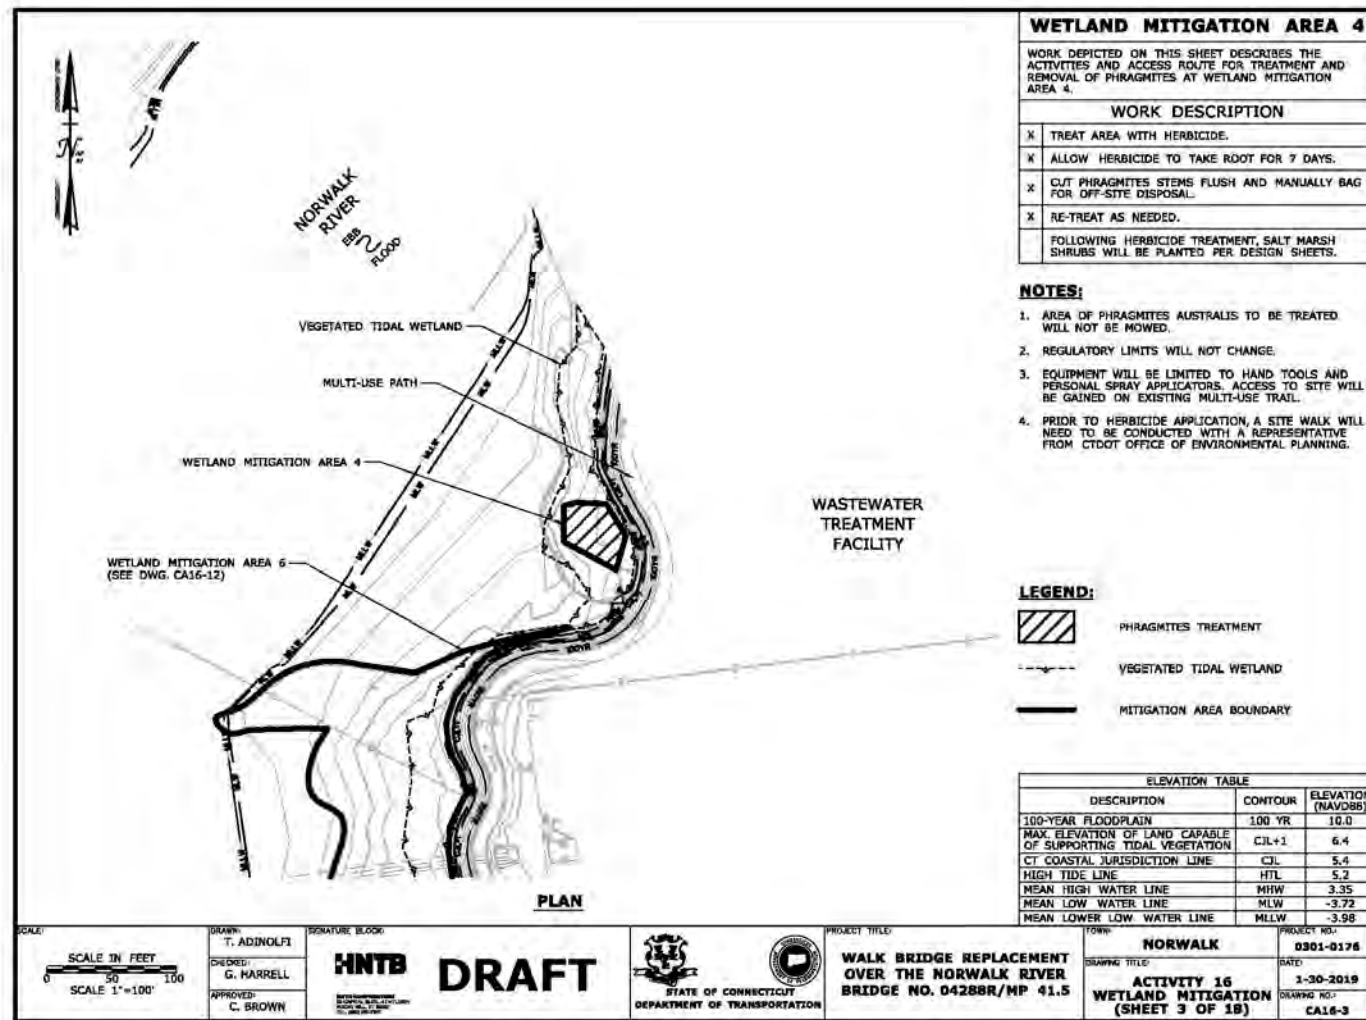 WETLAND MITIGATION AREA 4
WORK DEPICTED ON THIS SHEET DESCRIBES THE
ACTIVITIES AND ACCESS ROUTE FOR TREATMENT AND
REMOVAL OF PHRAGMITES AT WETLAND MITIGATION
AREA 4.
WORK DESCRIPTION
X TREAT AREA WITH HERBICIDE.
X ALLOW HERBICIDE TO TAKE ROOT FOR 7 DAYS.
X CUT PHRAGMITES STEMS FLUSH AND MANUALLY BAG
FOR OFF-SITE DISPOSAL.
X RE-TREAT AS NEEDED.
FOLLOWING HERBICIDE TREATMENT, SALT MARSH
SHRUBS WILL BE PLANTED PER DESIGN SHEETS.
NOTES:
1. AREA OF PHRAGMITES AUSTRALIS TO BE TREATED
WILL NOT BE MOWED.
2. REGULATORY LIMITS WILL NOT CHANGE.
3. EQUIPMENT WILL BE LIMITED TO HAND TOOLS AND
PERSONAL SPRAY APPLICATORS. ACCESS TO SITE WILL
BE GAINED ON EXISTING MULTI-USE TRAIL.
4. PRIOR TO HERBICIDE APPLICATION, A SITE WALK WILL
NEED TO BE CONDUCTED WITH A REPRESENTATIVE
FROM CTDOT OFFICE OF ENVIRONMENTAL PLANNING.
LEGEND:
PHRAGMITES TREATMENT
VEGETATED TIDAL WETLAND
MITIGATION AREA BOUNDARY
ELEVATION TABLE
DESCRIPTION CONTOUR ELEVATION
(NAVD88)
100-YEAR FLOODPLAIN 100 YR 10.0
MAX. ELEVATION OF LAND CAPABLE
OF SUPPORTING TIDAL VEGETATION CJL+1 6.4
CT COASTAL JURISDICTION LINE CJL 5.4
HIGH TIDE LINE HTL 5.2
MEAN HIGH WATER LINE MHW 3.35
MEAN LOW WATER LINE MLW -3.72
MEAN LOWER LOW WATER LINE MLLW -3.98
N
NORWALK
RIVER
EBB
FLOOD
VEGETATED TIDAL WETLAND
MULTI-USE PATH
WETLAND MITIGATION AREA 4
WETLAND MITIGATION AREA 6
(SEE DWG. CA16-12)
WASTEWATER
TREATMENT
FACILITY
MLLW
MLW
MLLW
MLW
MLLW
MLW
MLLW
MLW
100YR
100YR
100YR
PLAN
SCALE:
SCALE IN FEET
0 50 100
SCALE 1"=100'
DRAWN:
T. ADINOLFI
CHECKED:
G. HARRELL
APPROVED:
C. BROWN
SIGNATURE BLOCK:
HNTB
DRAFT
STATE OF CONNECTICUT
DEPARTMENT OF TRANSPORTATION
PROJECT TITLE:
WALK BRIDGE REPLACEMENT
OVER THE NORWALK RIVER
BRIDGE NO. 04288R/MP 41.5
TOWN:
NORWALK
DRAWING TITLE:
ACTIVITY 16
WETLAND MITIGATION
(SHEET 3 OF 18)
PROJECT NO.:
0301-0176
DATE:
1-30-2019
DRAWING NO.:
CA16-3